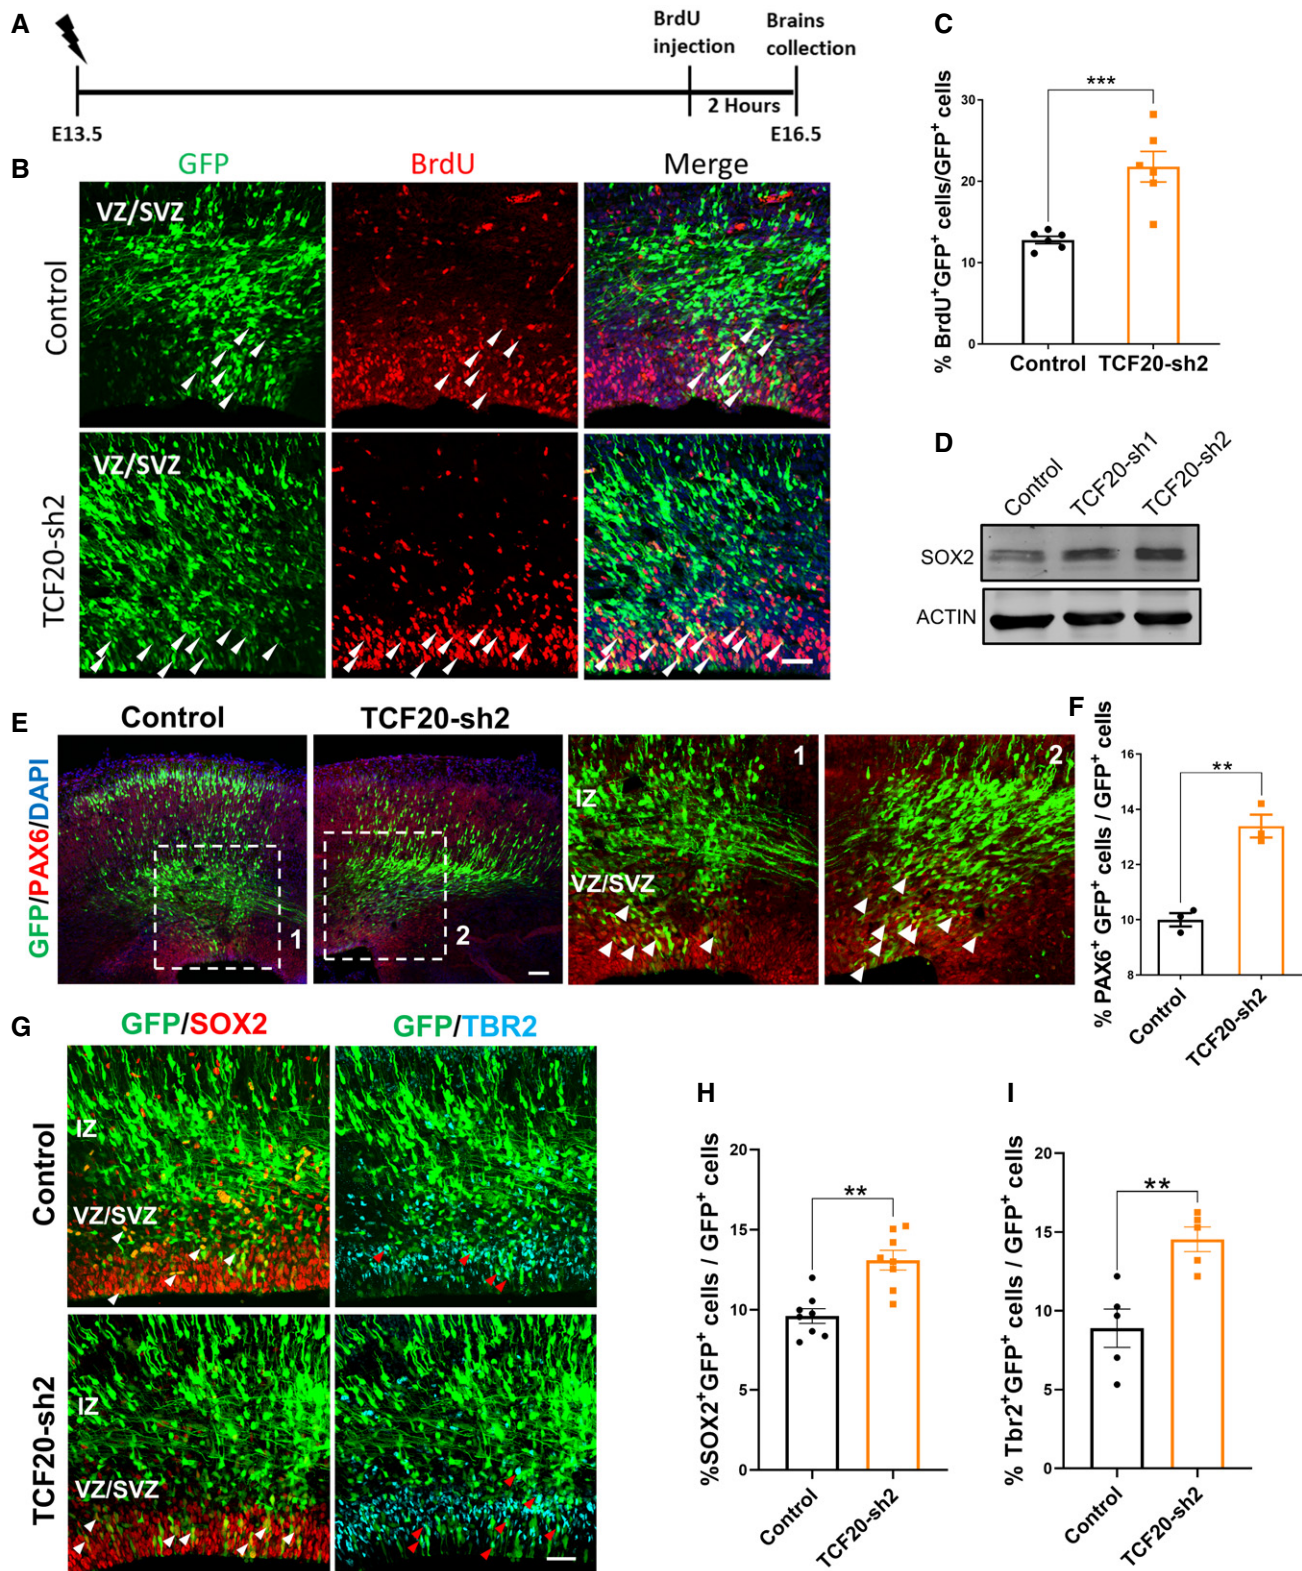 A
BrdU
injection
Brains
collection
2 Hours
E13.5
E16.5
B
GFP
BrdU
Merge
Control
VZ/SVZ
TCF20-sh2
VZ/SVZ
C
% BrdU⁺GFP⁺ cells/GFP⁺ cells
***
30
20
10
0
Control
TCF20-sh2
D
Control
TCF20-sh1
TCF20-sh2
SOX2
ACTIN
E
Control
TCF20-sh2
GFP/PAX6/DAPI
1
2
1
IZ
VZ/SVZ
2
F
% PAX6⁺ GFP⁺ cells / GFP⁺ cells
**
16
14
12
10
8
Control
TCF20-sh2
G
GFP/SOX2
GFP/TBR2
Control
IZ
VZ/SVZ
TCF20-sh2
IZ
VZ/SVZ
H
%SOX2⁺GFP⁺ cells / GFP⁺ cells
**
20
15
10
5
0
Control
TCF20-sh2
I
% Tbr2⁺GFP⁺ cells / GFP⁺ cells
**
20
15
10
5
0
Control
TCF20-sh2